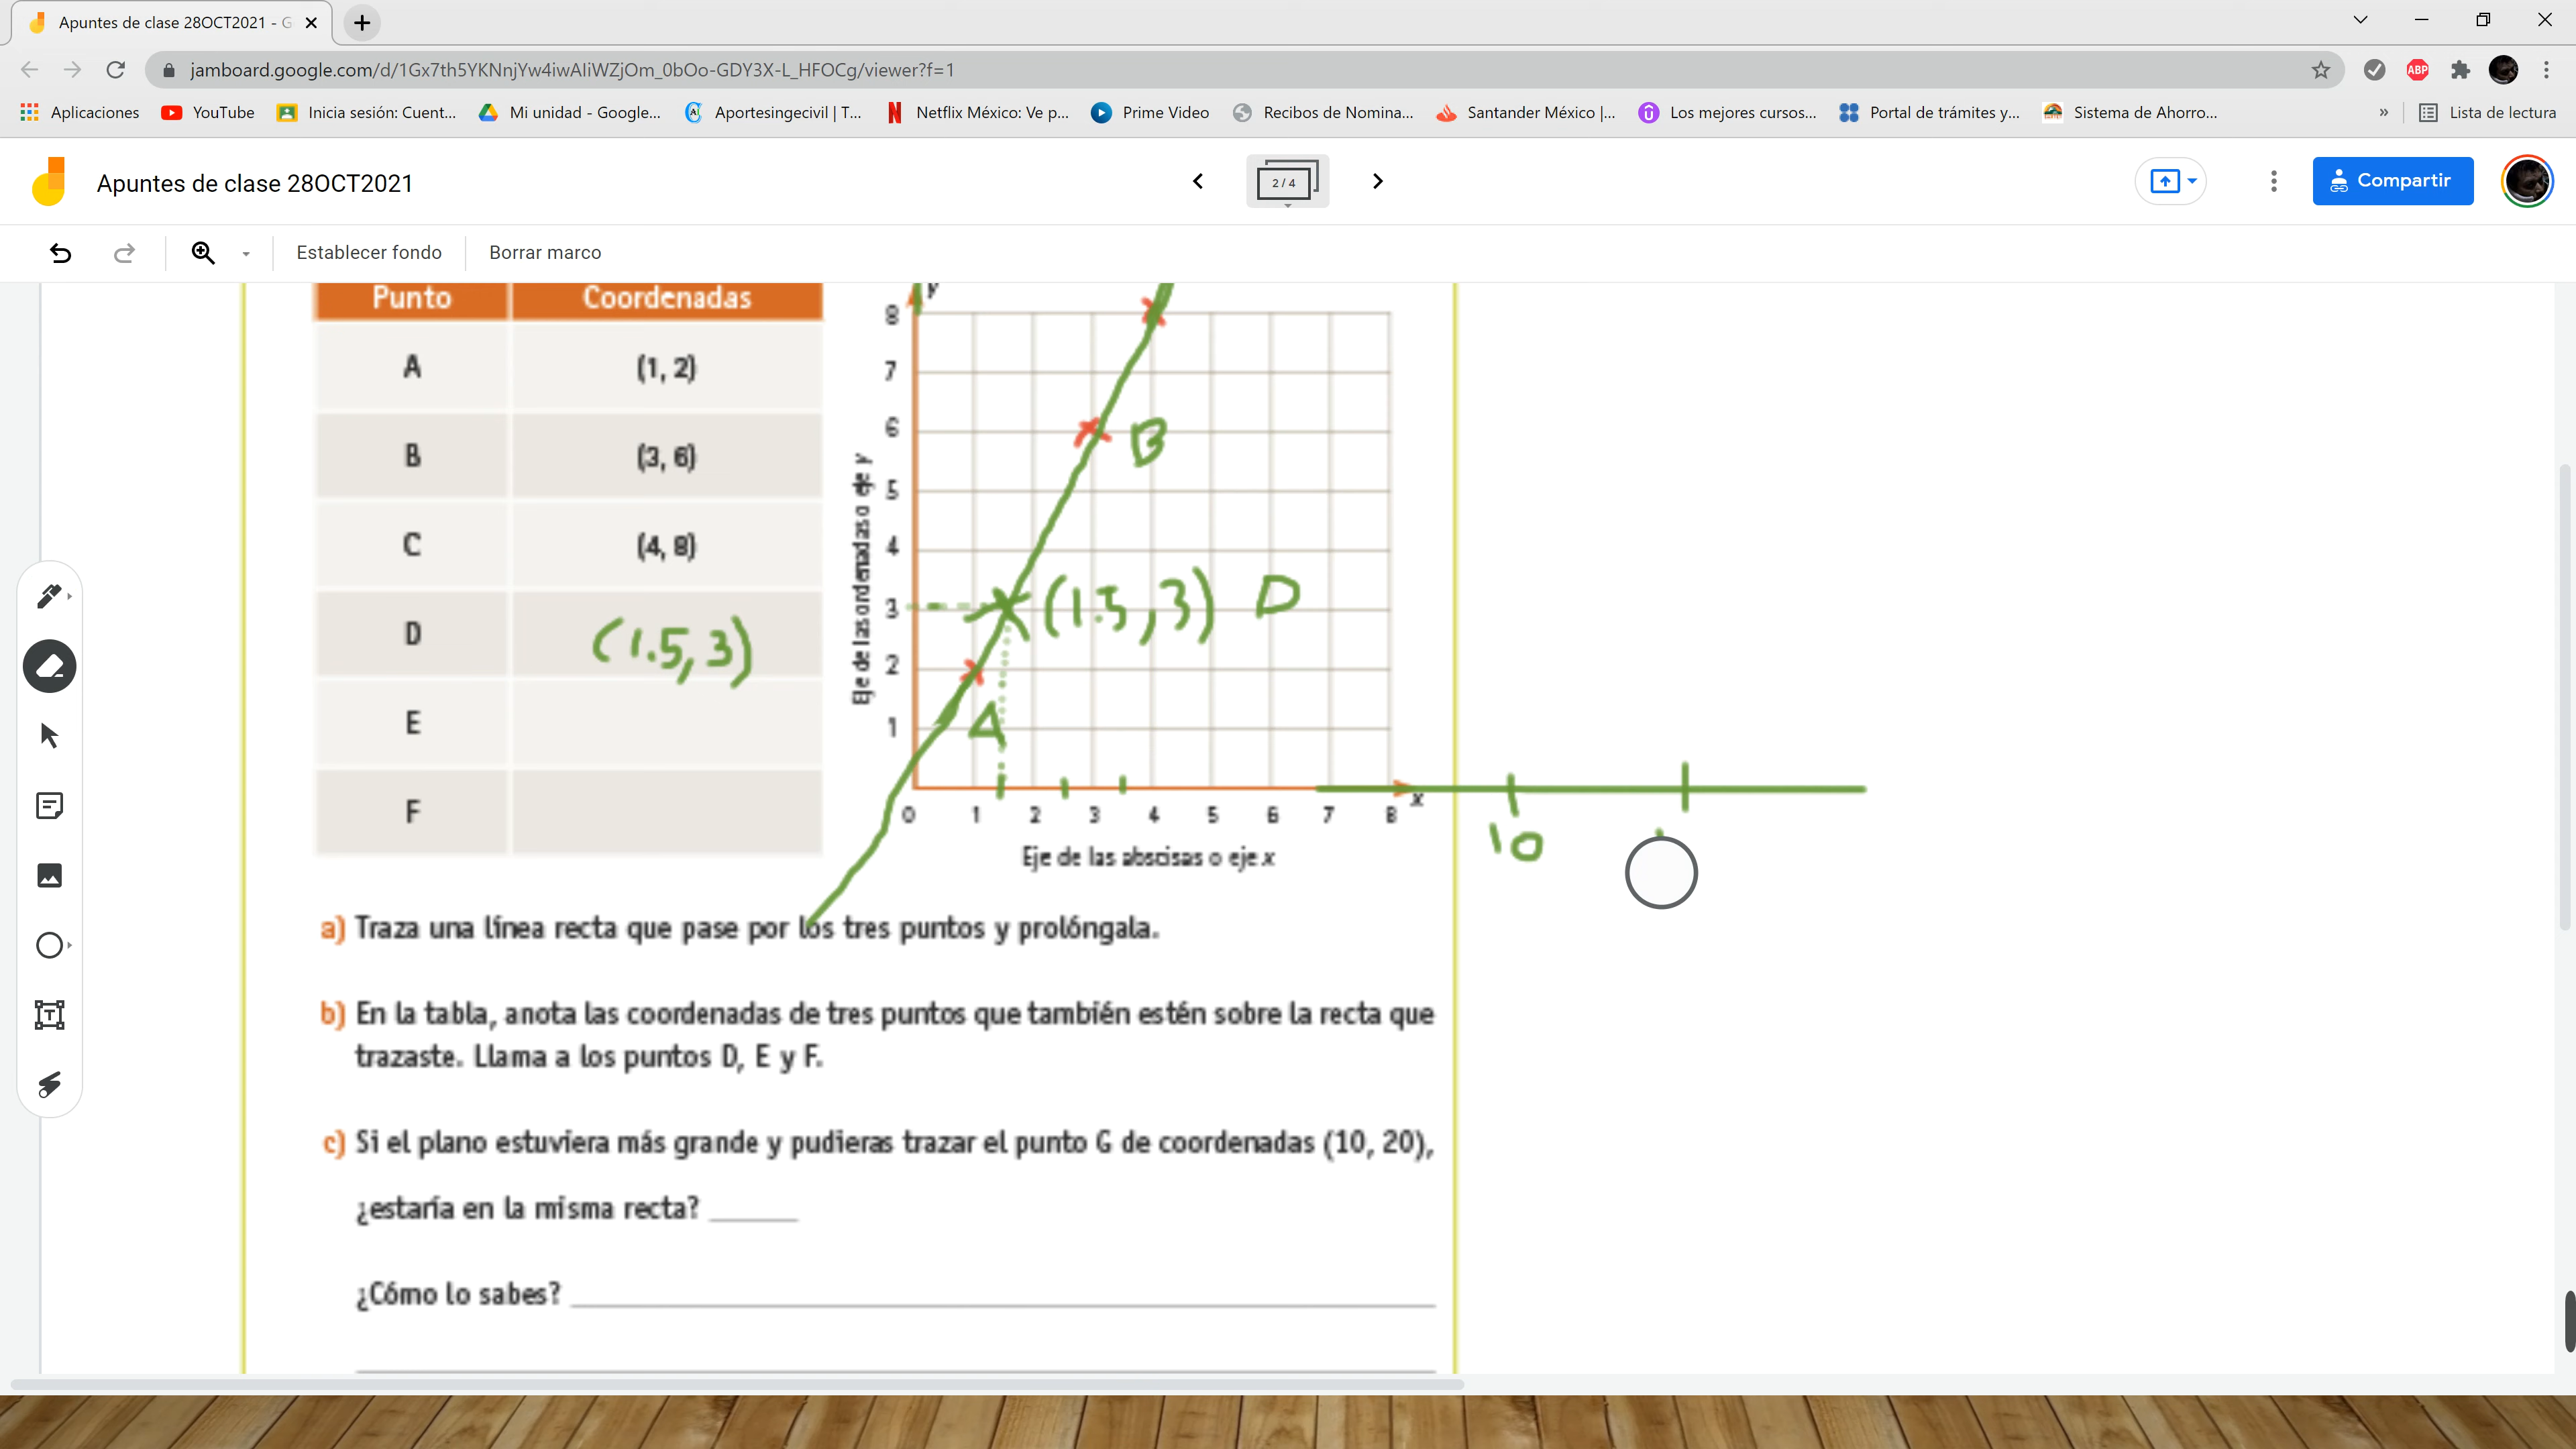 Apuntes de clase 28OCT2021 - G
jamboard.google.com/d/1Gx7th5YKNnjYw4iwAliWZjOm_0bOo-GDY3X-L_HFOCg/viewer?f=1
ABP
Aplicaciones YouTube Inicia sesión: Cuent... Mi unidad - Google... Aportesingecivil | T... Netflix México: Ve p... Prime Video Recibos de Nomina... Santander México |... Los mejores cursos... Portal de trámites y... Sistema de Ahorro... » Lista de lectura
Apuntes de clase 28OCT2021
2 / 4
Compartir
Establecer fondo Borrar marco
Punto Coordenadas
A (1, 2)
B (3, 6)
C (4, 8)
D (1.5, 3)
E
F
y
8
7
6
5
4
3
2
1
Eje de las ordenadas o eje y
B
(1.5, 3) D
A
0 1 2 3 4 5 6 7 8 x
10
Eje de las abscisas o eje x
a) Traza una línea recta que pase por los tres puntos y prolóngala.
b) En la tabla, anota las coordenadas de tres puntos que también estén sobre la recta que
trazaste. Llama a los puntos D, E y F.
c) Si el plano estuviera más grande y pudieras trazar el punto G de coordenadas (10, 20),
¿estaría en la misma recta? ______
¿Cómo lo sabes? ______